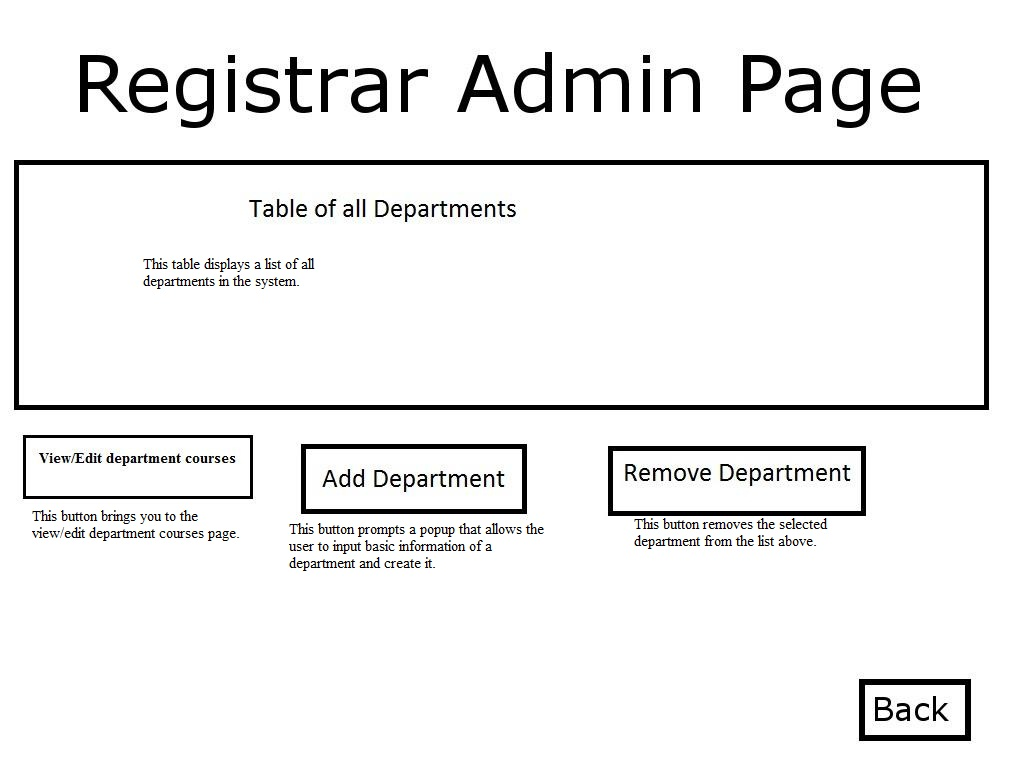 Registrar Admin Page
Table of all Departments
This table displays a list of all
departments in the system.
View/Edit department courses
This button brings you to the
view/edit department courses page.
Add Department
This button prompts a popup that allows the
user to input basic information of a
department and create it.
Remove Department
This button removes the selected
department from the list above.
Back